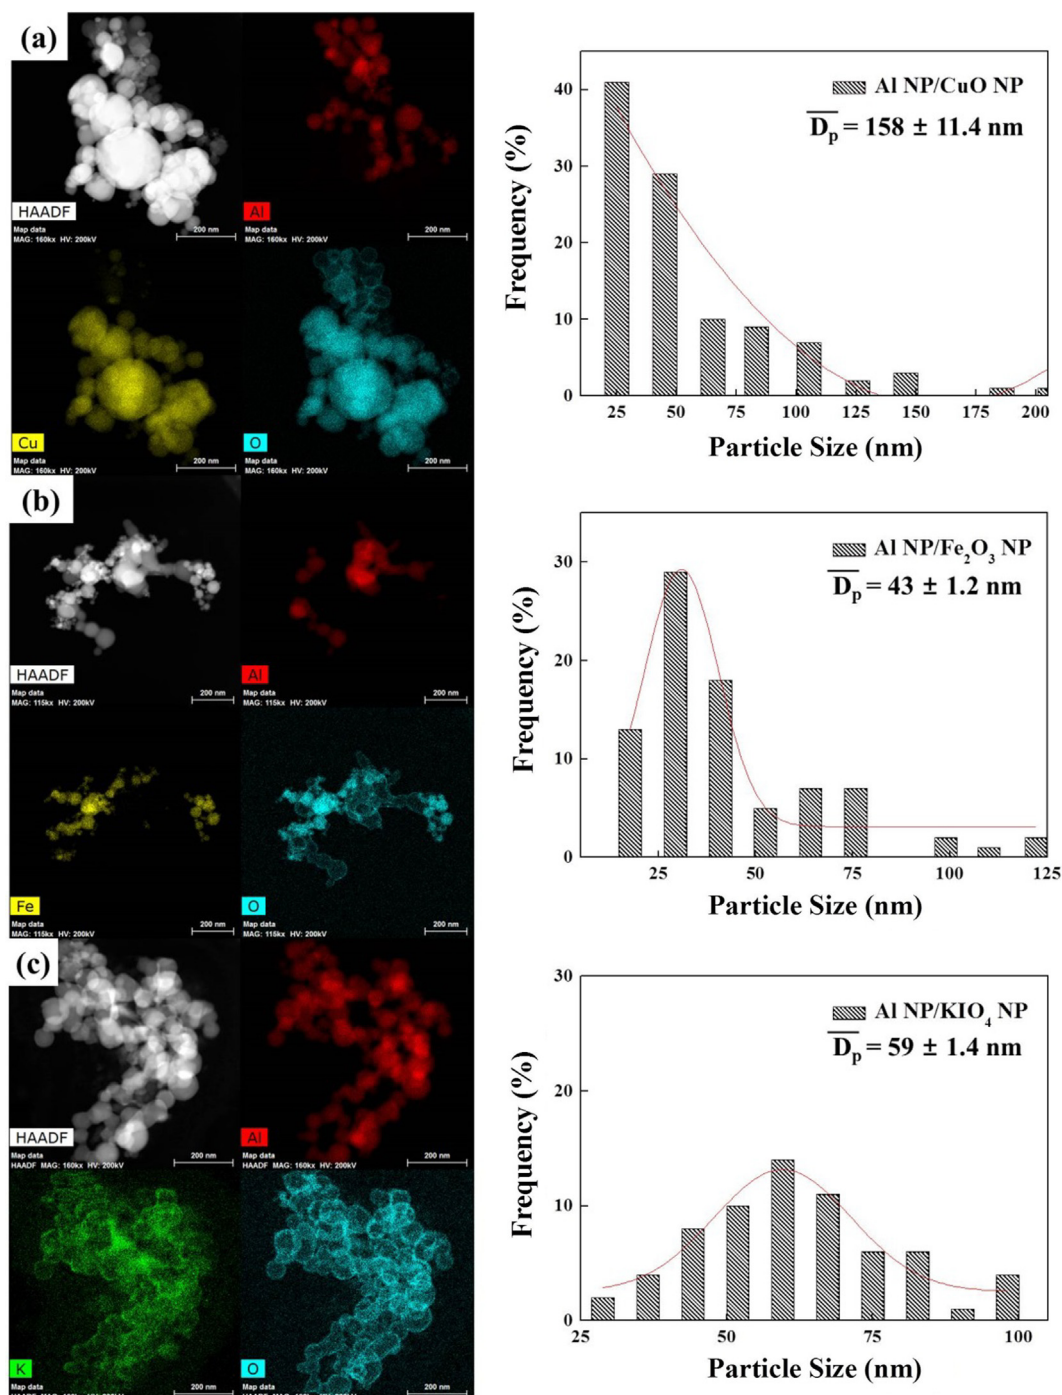 (a)
HAADF
Map data
MAG: 160kx HV: 200kV
200 nm
Al
Map data
MAG: 160kx HV: 200kV
200 nm
Cu
Map data
MAG: 160kx HV: 200kV
200 nm
O
Map data
MAG: 160kx HV: 200kV
200 nm
Frequency (%)
40
30
20
10
0
25 50 75 100 125 150 175 200
Particle Size (nm)
Al NP/CuO NP
D̅p = 158 ± 11.4 nm
(b)
HAADF
Map data
MAG: 115kx HV: 200kV
200 nm
Al
Map data
MAG: 115kx HV: 200kV
200 nm
Fe
Map data
MAG: 115kx HV: 200kV
200 nm
O
Map data
MAG: 115kx HV: 200kV
200 nm
Frequency (%)
30
20
10
0
25 50 75 100 125
Particle Size (nm)
Al NP/Fe₂O₃ NP
D̅p = 43 ± 1.2 nm
(c)
HAADF
Map data
HAADF MAG: 160kx HV: 200kV
200 nm
Al
Map data
HAADF MAG: 160kx HV: 200kV
200 nm
K
Map data
200 nm
O
Map data
200 nm
Frequency (%)
30
20
10
0
25 50 75 100
Particle Size (nm)
Al NP/KIO₄ NP
D̅p = 59 ± 1.4 nm